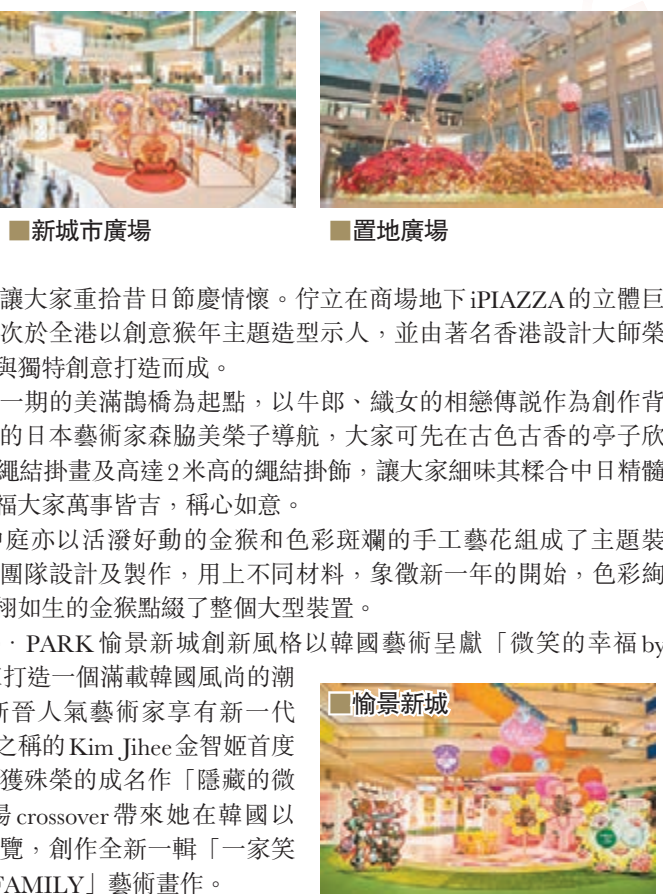 ■新城市廣場
■置地廣場
讓大家重拾昔日節慶情懷。佇立在商場地下iPIAZZA的立體巨
次於全港以創意猴年主題造型示人，並由著名香港設計大師榮
與獨特創意打造而成。
一期的美滿鵲橋為起點，以牛郎、織女的相戀傳說作為創作背
的日本藝術家森脇美榮子導航，大家可先在古色古香的亭子欣
繩結掛畫及高達2米高的繩結掛飾，讓大家細味其糅合中日精髓
福大家萬事皆吉，稱心如意。
中庭亦以活潑好動的金猴和色彩斑斕的手工藝花組成了主題裝
團隊設計及製作，用上不同材料，象徵新一年的開始，色彩絢
栩如生的金猴點綴了整個大型裝置。
．PARK愉景新城創新風格以韓國藝術呈獻「微笑的幸福by
打造一個滿載韓國風尚的潮
新晉人氣藝術家享有新一代
之稱的Kim Jihee金智姬首度
獲殊榮的成名作「隱藏的微
場crossover帶來她在韓國以
覽，創作全新一輯「一家笑
FAMILY」藝術畫作。
■愉景新城